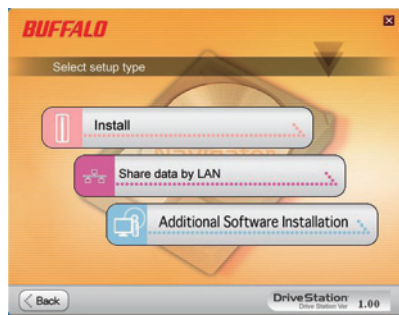 BUFFALO
Select setup type
Install
Navigator
Share data by LAN
Additional Software Installation
Back
DriveStation
Drive Station Ver 1.00